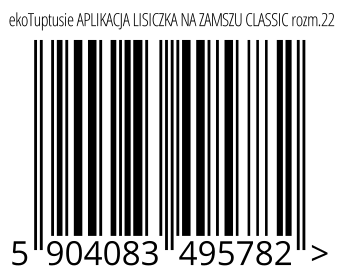 ekoTuptusie APLIKACJA LISICZKA NA ZAMSZU CLASSIC rozm.22
5 904083 495782 >